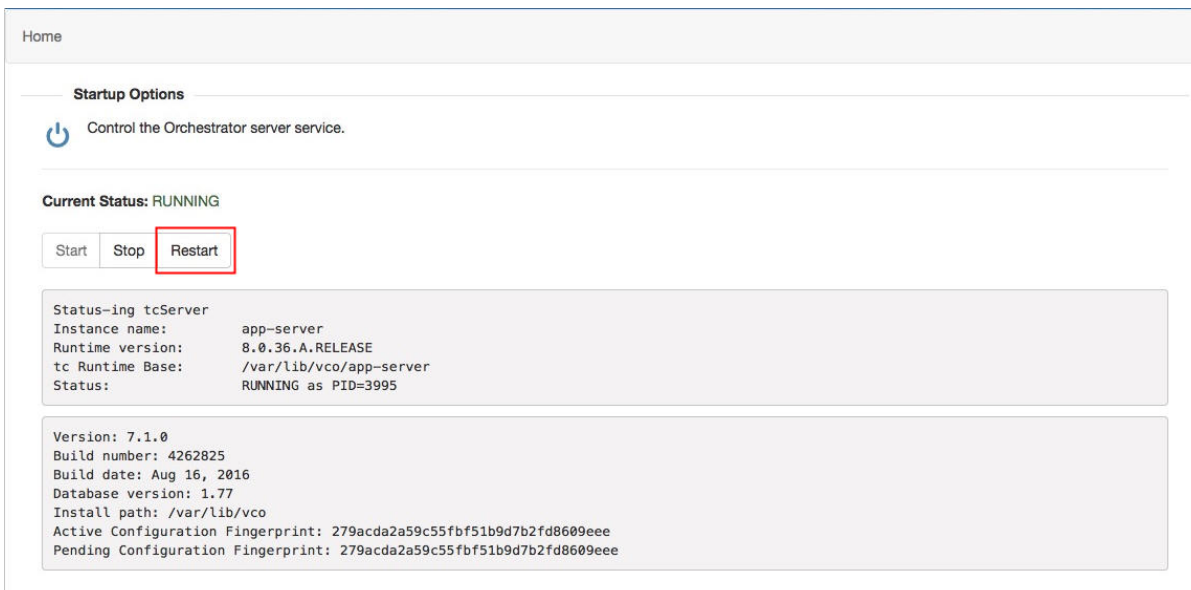 Home
Startup Options
Control the Orchestrator server service.
Current Status: RUNNING
Start Stop Restart
Status-ing tcServer
Instance name: app-server
Runtime version: 8.0.36.A.RELEASE
tc Runtime Base: /var/lib/vco/app-server
Status: RUNNING as PID=3995
Version: 7.1.0
Build number: 4262825
Build date: Aug 16, 2016
Database version: 1.77
Install path: /var/lib/vco
Active Configuration Fingerprint: 279acda2a59c55fbf51b9d7b2fd8609eee
Pending Configuration Fingerprint: 279acda2a59c55fbf51b9d7b2fd8609eee